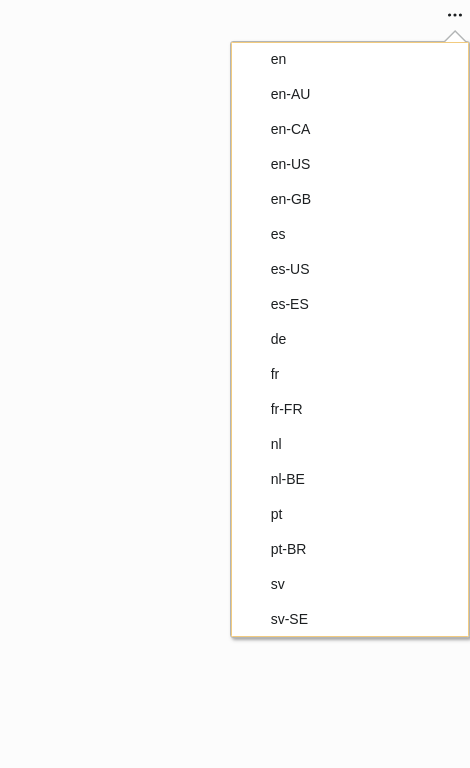 en
en-AU
en-CA
en-US
en-GB
es
es-US
es-ES
de
fr
fr-FR
nl
nl-BE
pt
pt-BR
sv
sv-SE